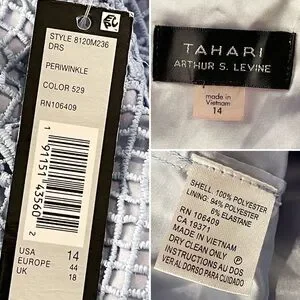 STYLE 8120M236
DRS
PERIWINKLE
COLOR 529
RN106409
1 91151 43560 2
USA 14
EUROPE 44
UK 18
TAHARI
ARTHUR S. LEVINE
made in
Vietnam
14
SHELL: 100% POLYESTER
LINING: 94% POLYESTER
6% ELASTANE
RN 106409
CA 10371
MADE IN VIETNAM
DRY CLEAN ONLY P
INSTRUCTIONS AU DOS
VER AL DORSO PARA CUIDADO